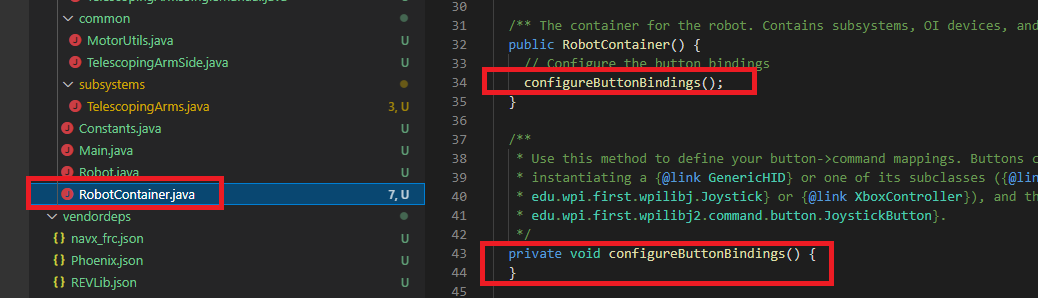 common
MotorUtils.java U
TelescopingArmSide.java U
subsystems
TelescopingArms.java 3, U
Constants.java U
Main.java U
Robot.java U
RobotContainer.java 7, U
vendordeps
navx_frc.json U
Phoenix.json U
REVLib.json U
30
31 /** The container for the robot. Contains subsystems, OI devices, and
32 public RobotContainer() {
33 // Configure the button bindings
34 configureButtonBindings();
35 }
36
37 /**
38 * Use this method to define your button->command mappings. Buttons c
39 * instantiating a {@link GenericHID} or one of its subclasses ({@lin
40 * edu.wpi.first.wpilibj.Joystick} or {@link XboxController}), and th
41 * edu.wpi.first.wpilibj2.command.button.JoystickButton}.
42 */
43 private void configureButtonBindings() {
44 }
45